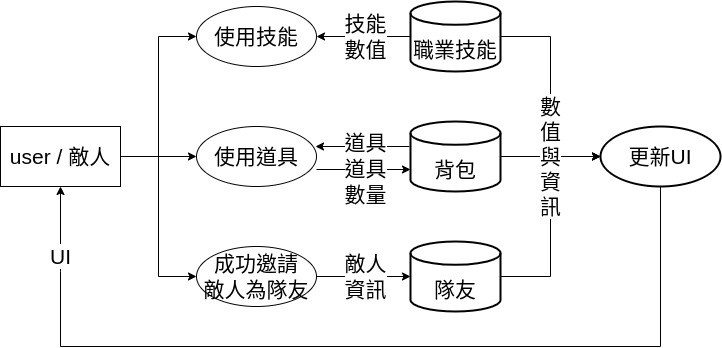 使用技能
技能
數值
職業技能
user / 敵人
使用道具
道具
道具
數量
背包
數
值
與
資
訊
更新UI
UI
成功邀請
敵人為隊友
敵人
資訊
隊友